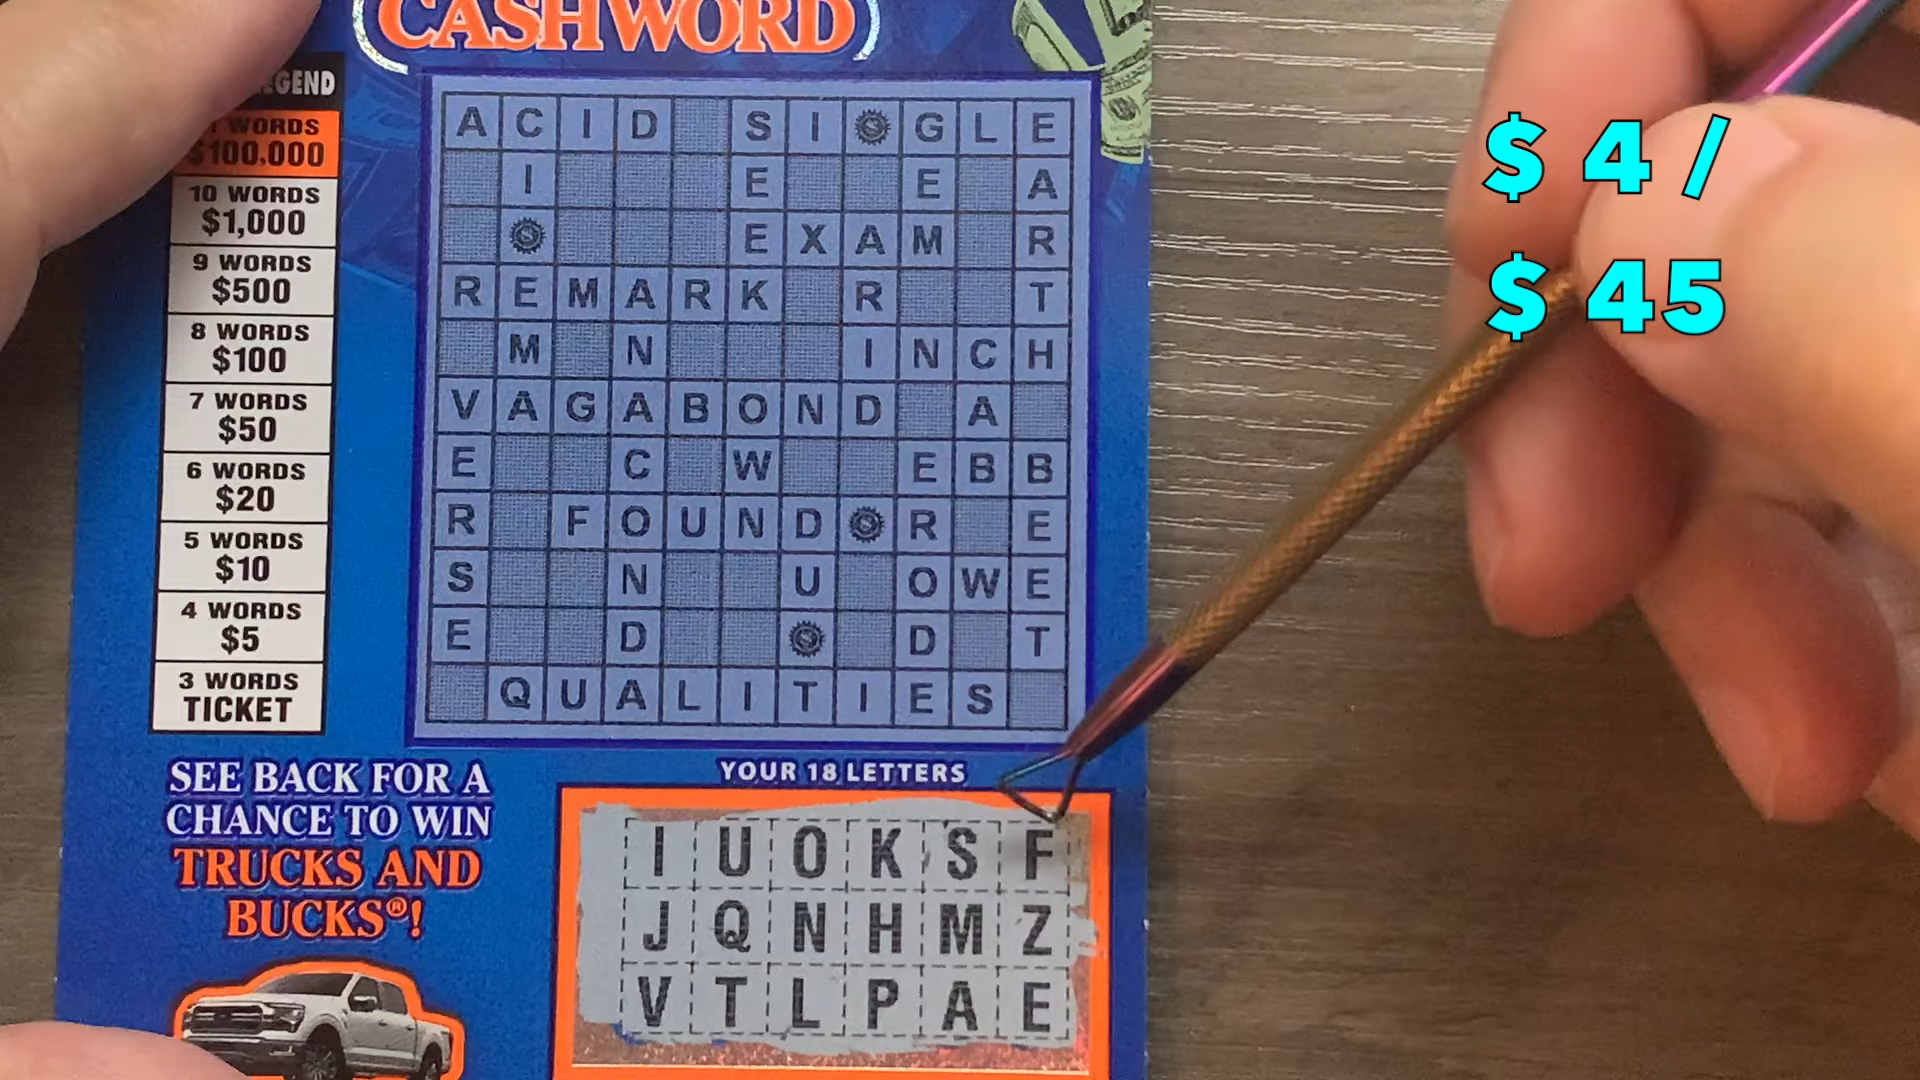 CASHWORD
$ 4 /
$ 45
EGEND
WORDS
$100,000
10 WORDS
$1,000
9 WORDS
$500
8 WORDS
$100
7 WORDS
$50
6 WORDS
$20
5 WORDS
$10
4 WORDS
$5
3 WORDS
TICKET
A C I D S I G L E
I E E A
E X A M R
R E M A R K R T
M N I N C H
V A G A B O N D A
E C W E B B
R F O U N D R E
S N U O W E
E D D T
Q U A L I T I E S
SEE BACK FOR A
CHANCE TO WIN
TRUCKS AND
BUCKS®!
YOUR 18 LETTERS
I U O K S F
J Q N H M Z
V T L P A E